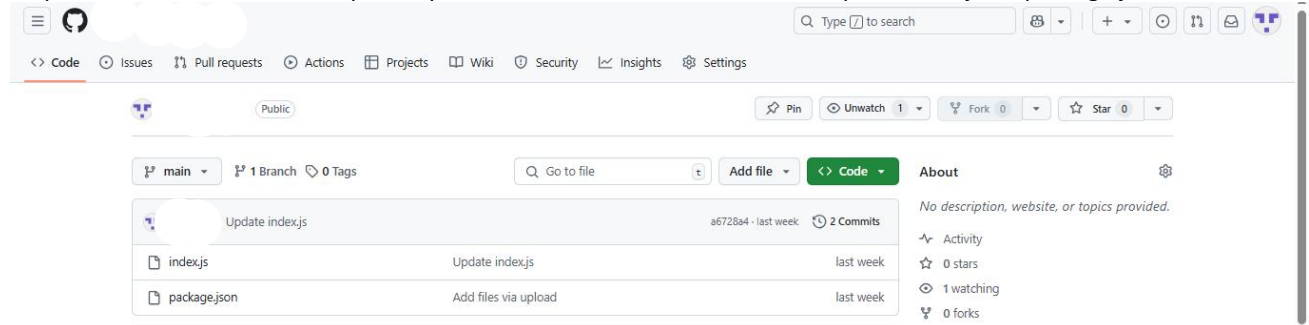 Type / to search
Code Issues Pull requests Actions Projects Wiki Security Insights Settings
Public Pin Unwatch 1 Fork 0 Star 0
main 1 Branch 0 Tags Go to file t Add file Code About
No description, website, or topics provided.
Update index.js a6728a4 · last week 2 Commits
Activity
index.js Update index.js last week 0 stars
1 watching
package.json Add files via upload last week
0 forks